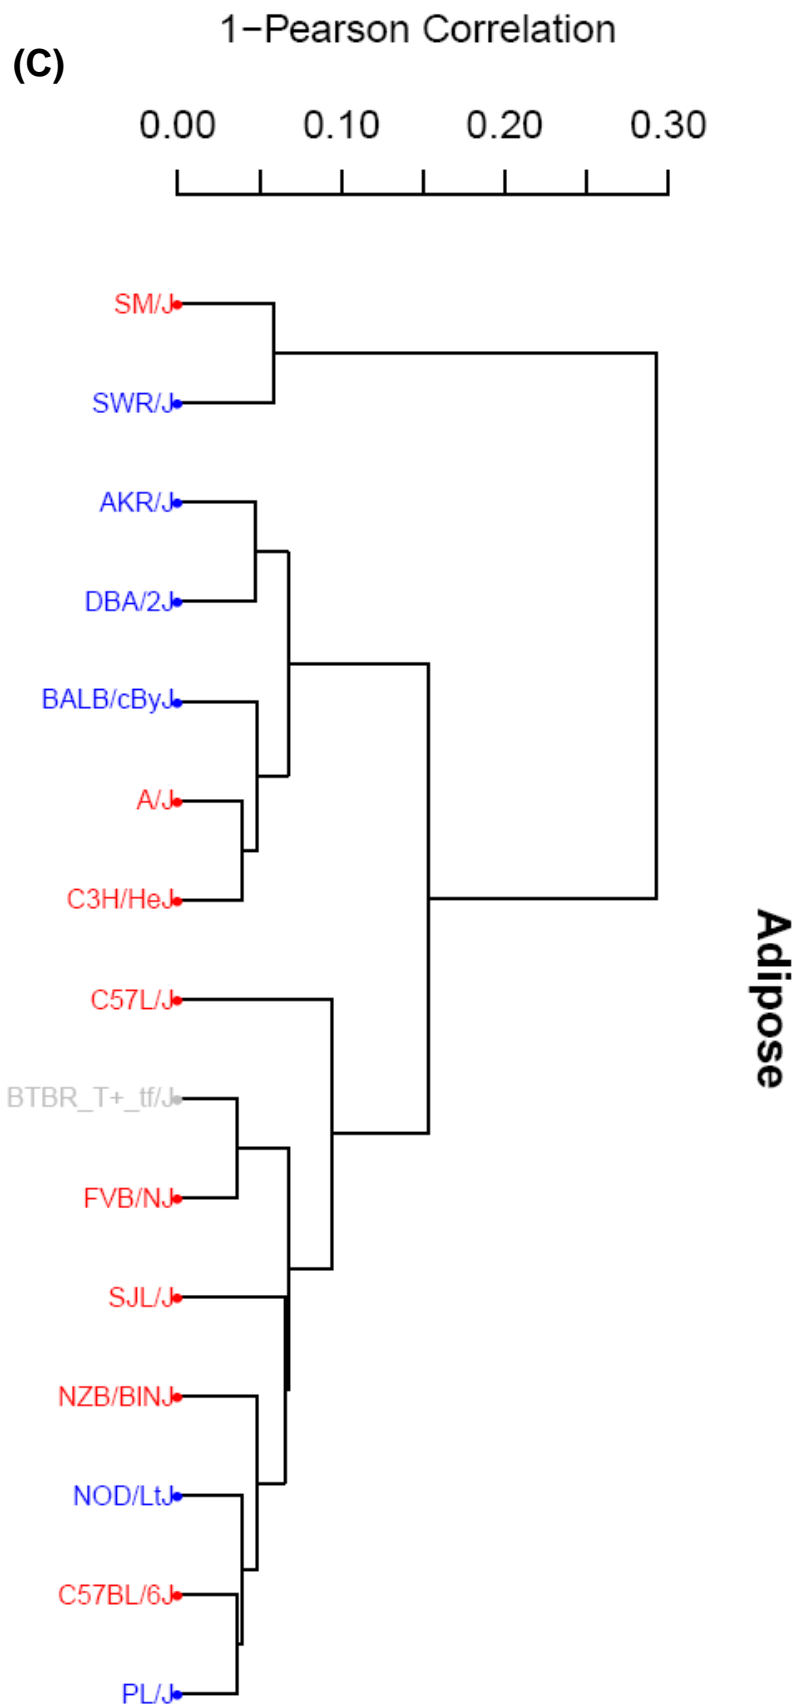 1−Pearson Correlation
(C)
0.00 0.10 0.20 0.30
SM/J
SWR/J
AKR/J
DBA/2J
BALB/cByJ
A/J
C3H/HeJ
Adipose
C57L/J
BTBR_T+_tf/J
FVB/NJ
SJL/J
NZB/BINJ
NOD/LtJ
C57BL/6J
PL/J